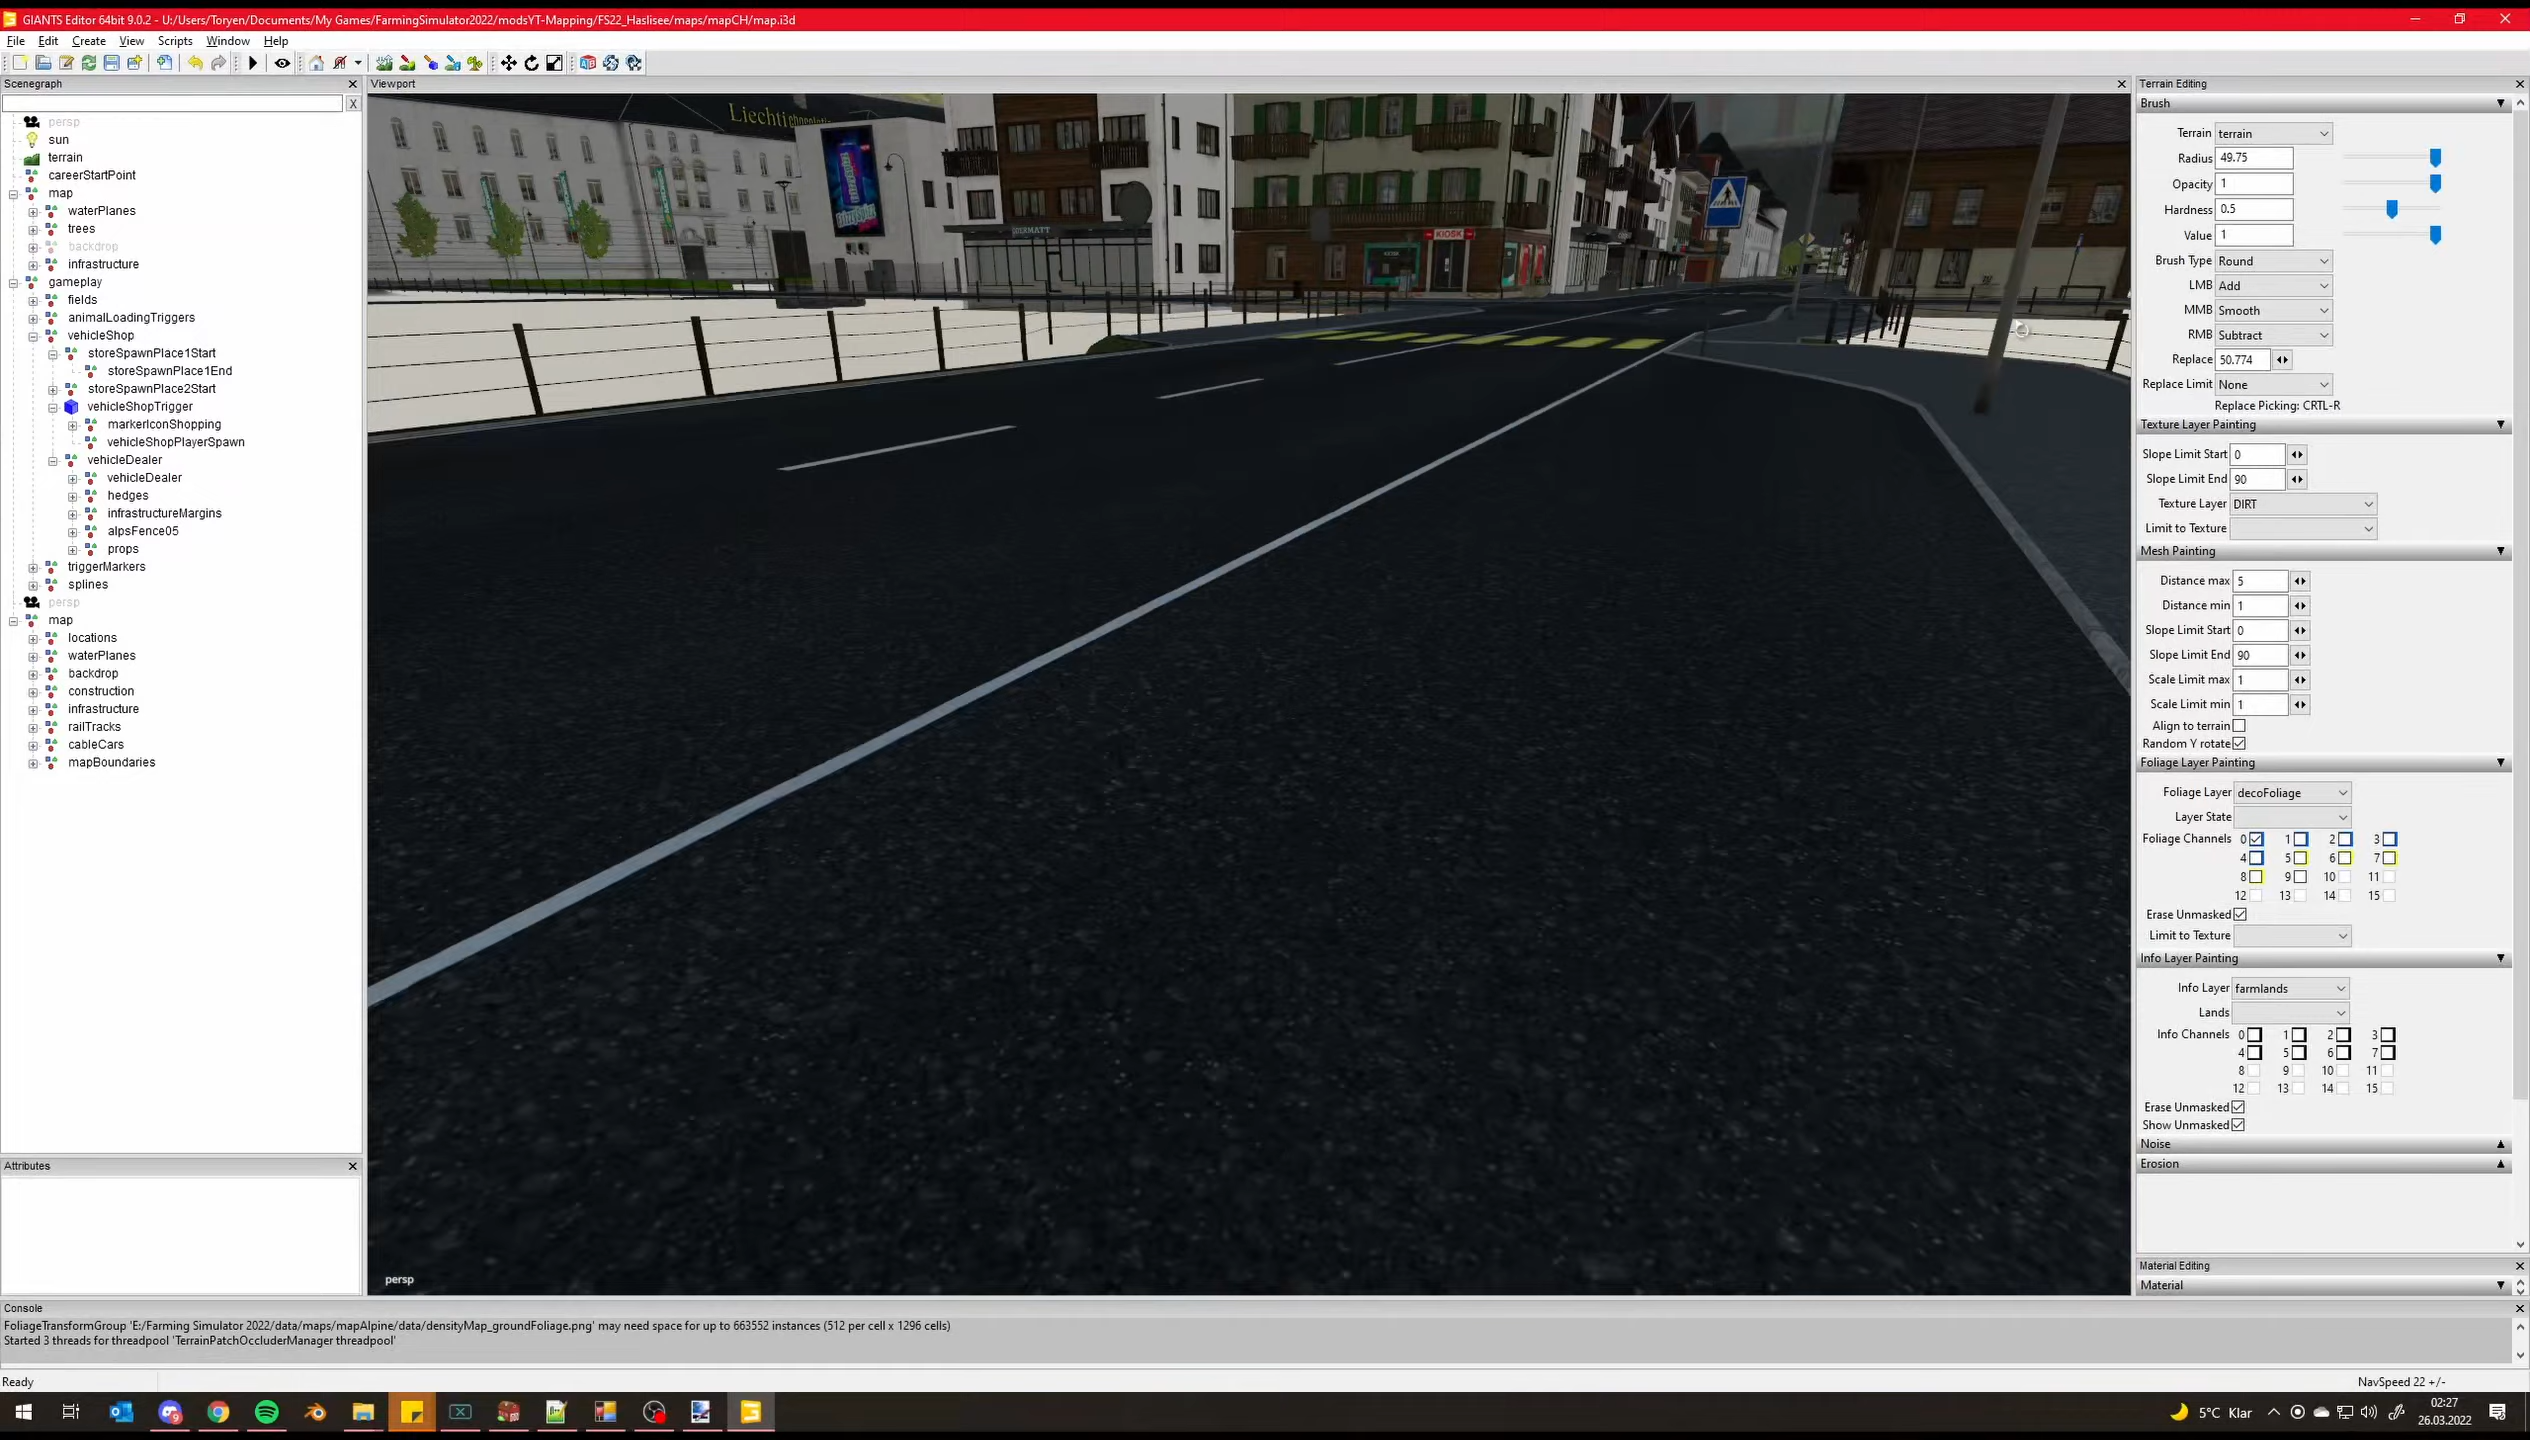 GIANTS Editor 64bit 9.0.2 - U:/Users/Toryen/Documents/My Games/FarmingSimulator2022/modsYT-Mapping/FS22_Haslisee/maps/mapCH/map.i3d
File Edit Create View Scripts Window Help
Scenegraph
X
persp
sun
terrain
careerStartPoint
map
waterPlanes
trees
backdrop
infrastructure
gameplay
fields
animalLoadingTriggers
vehicleShop
storeSpawnPlace1Start
storeSpawnPlace1End
storeSpawnPlace2Start
vehicleShopTrigger
markerIconShopping
vehicleShopPlayerSpawn
vehicleDealer
vehicleDealer
hedges
infrastructureMargins
alpsFence05
props
triggerMarkers
splines
persp
map
locations
waterPlanes
backdrop
construction
infrastructure
railTracks
cableCars
mapBoundaries
Attributes
Viewport
Liechti
KIOSK
persp
Terrain Editing
Brush
Terrain terrain
Radius 49.75
Opacity 1
Hardness 0.5
Value 1
Brush Type Round
LMB Add
MMB Smooth
RMB Subtract
Replace 50.774
Replace Limit None
Replace Picking: CRTL-R
Texture Layer Painting
Slope Limit Start 0
Slope Limit End 90
Texture Layer DIRT
Limit to Texture
Mesh Painting
Distance max 5
Distance min 1
Slope Limit Start 0
Slope Limit End 90
Scale Limit max 1
Scale Limit min 1
Align to terrain
Random Y rotate
Foliage Layer Painting
Foliage Layer decoFoliage
Layer State
Foliage Channels 0 1 2 3
4 5 6 7
8 9 10 11
12 13 14 15
Erase Unmasked
Limit to Texture
Info Layer Painting
Info Layer farmlands
Lands
Info Channels 0 1 2 3
4 5 6 7
8 9 10 11
12 13 14 15
Erase Unmasked
Show Unmasked
Noise
Erosion
Material Editing
Material
Console
FoliageTransformGroup 'E:/Farming Simulator 2022/data/maps/mapAlpine/data/densityMap_groundFoliage.png' may need space for up to 663552 instances (512 per cell x 1296 cells)
Started 3 threads for threadpool 'TerrainPatchOccluderManager threadpool'
Ready
NavSpeed 22 +/-
5°C Klar
02:27
26.03.2022